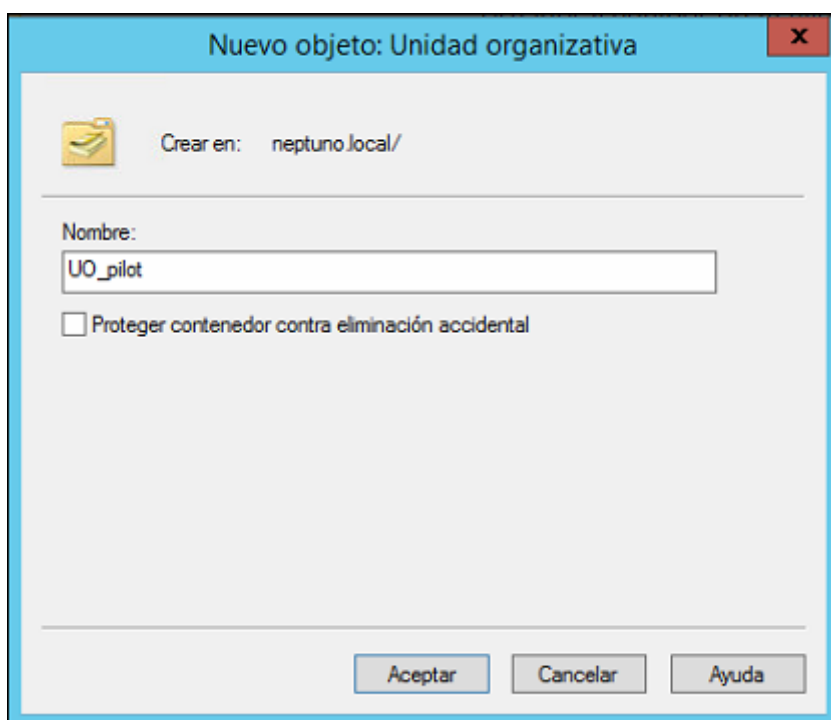 Nuevo objeto: Unidad organizativa
x
Crear en: neptuno.local/
Nombre:
UO_pilot
Proteger contenedor contra eliminación accidental
Aceptar Cancelar Ayuda